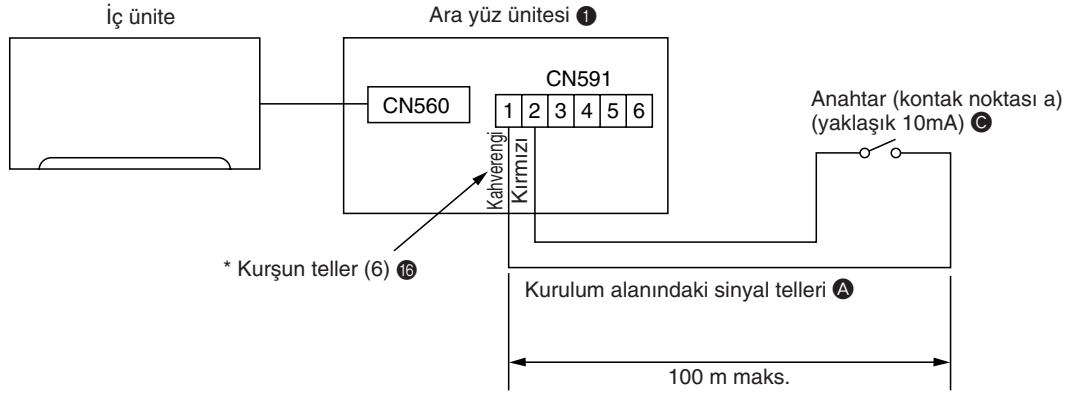 İç ünite
Ara yüz ünitesi ❶
CN591
CN560
1 2 3 4 5 6
Anahtar (kontak noktası a)
(yaklaşık 10mA) 🅒
Kahverengi
Kırmızı
* Kurşun teller (6) ⓰
Kurulum alanındaki sinyal telleri 🅐
100 m maks.